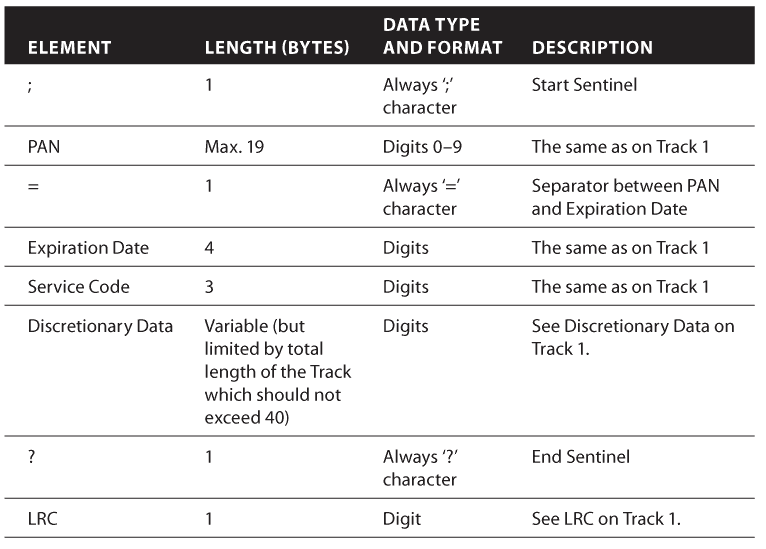 ELEMENT LENGTH (BYTES) DATA TYPE AND FORMAT DESCRIPTION
; 1 Always ‘;’ character Start Sentinel
PAN Max. 19 Digits 0–9 The same as on Track 1
= 1 Always ‘=’ character Separator between PAN and Expiration Date
Expiration Date 4 Digits The same as on Track 1
Service Code 3 Digits The same as on Track 1
Discretionary Data Variable (but limited by total length of the Track which should not exceed 40) Digits See Discretionary Data on Track 1.
? 1 Always ‘?’ character End Sentinel
LRC 1 Digit See LRC on Track 1.